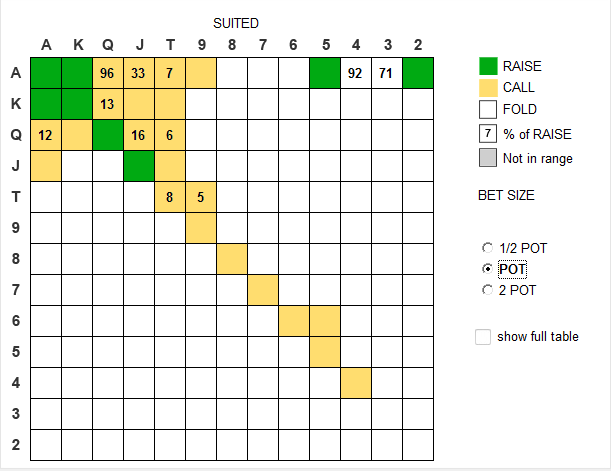 SUITED
A K Q J T 9 8 7 6 5 4 3 2
A 96 33 7 92 71
K 13
Q 12 16 6
J
T 8 5
9
8
7
6
5
4
3
2
RAISE
CALL
FOLD
7 % of RAISE
Not in range
BET SIZE
1/2 POT
POT
2 POT
show full table